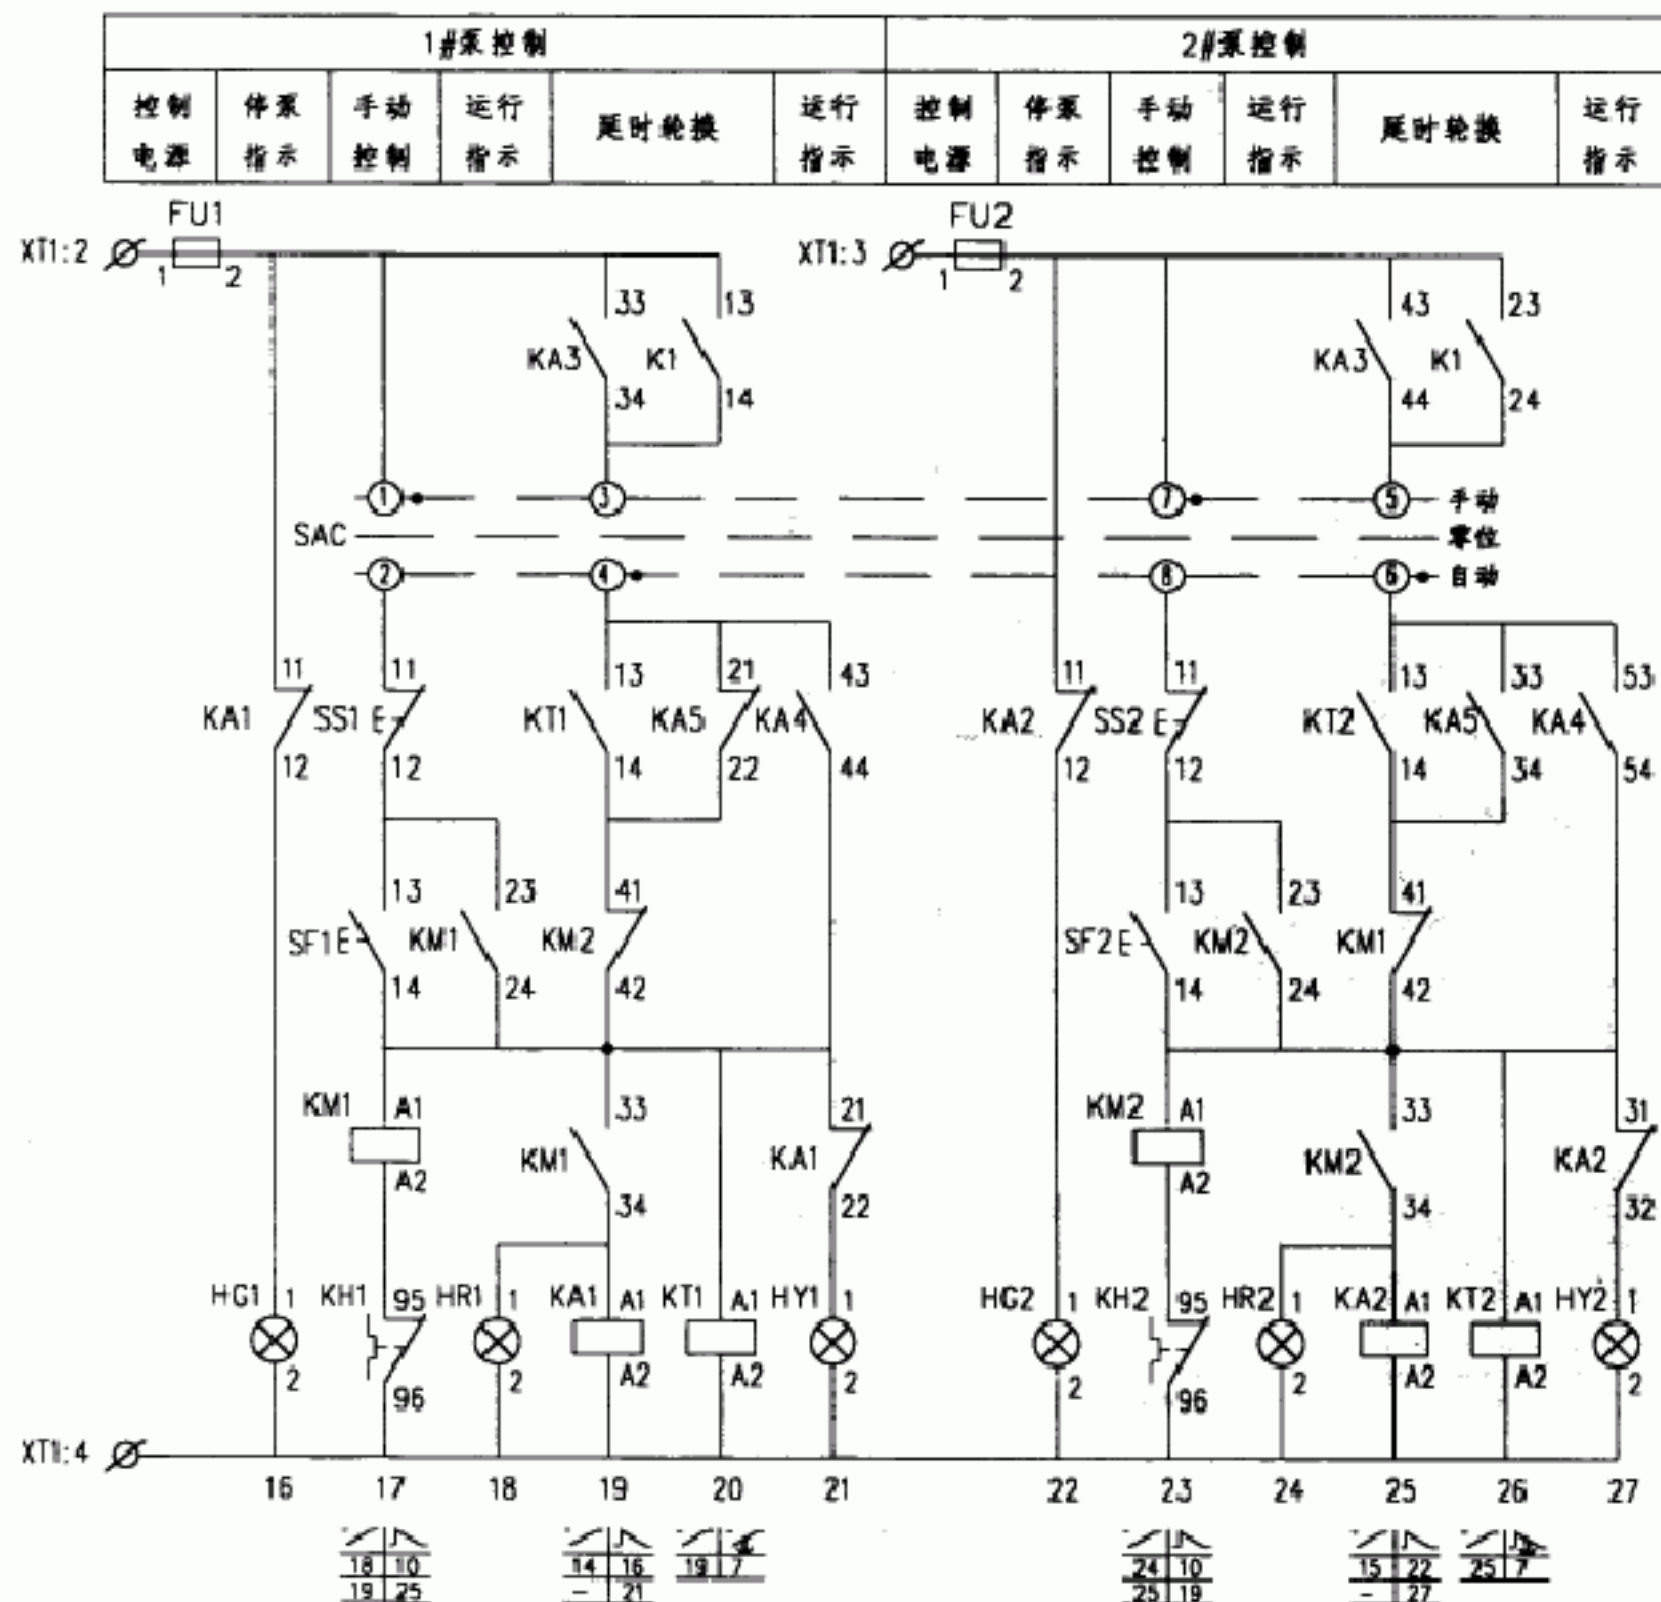 1#泵控制 2#泵控制
控制 停泵 手动 运行 延时轮换 运行 控制 停泵 手动 运行 延时轮换 运行
电源 指示 控制 指示 指示 电源 指示 控制 指示 指示
FU1 FU2
XT1:2 1 2 XT1:3 1 2
33 13 43 23
KA3 K1 KA3 K1
34 14 44 24
1 3 7 5 手动
SAC 零位
2 4 8 6 自动
11 11 13 21 43 11 11 13 33 53
KA1 SS1 E KT1 KA5 KA4 KA2 SS2 E KT2 KA5 KA4
12 12 14 22 44 12 12 14 34 54
13 23 41 13 23 41
SF1 E KM1 KM2 SF2 E KM2 KM1
14 24 42 14 24 42
KM1 A1 33 21 KM2 A1 33 31
KM1 KA1 KM2 KA2
A2 34 22 A2 34 32
HG1 1 KH1 95 HR1 1 KA1 A1 KT1 A1 HY1 1 HG2 1 KH2 95 HR2 1 KA2 A1 KT2 A1 HY2 1
2 96 2 A2 A2 2 2 96 2 A2 A2 2
XT1:4
16 17 18 19 20 21 22 23 24 25 26 27
18 10 14 16 19 7 24 10 15 22 25 7
19 25 - 21 25 19 - 27